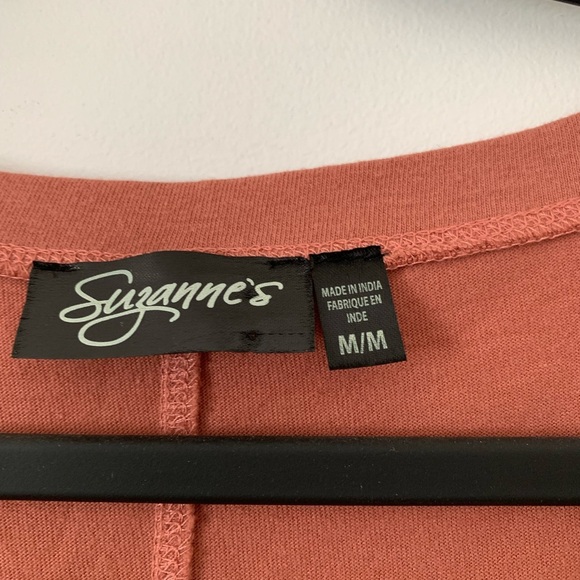 Suzanne's
MADE IN INDIA
FABRIQUE EN
INDE
M/M